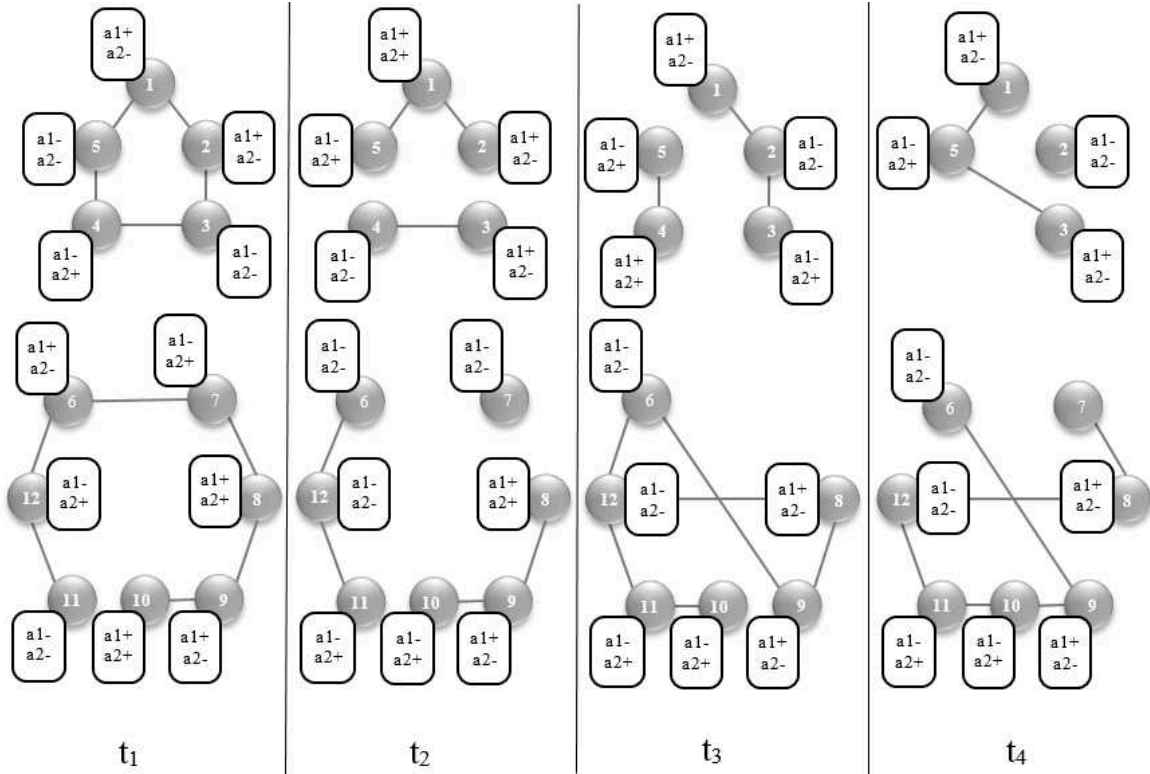 a1+
a2-
1
a1-
a2-
5
2
a1+
a2-
4
3
a1-
a2+
a1-
a2-
a1+
a2-
6
a1-
a2+
7
12
a1-
a2+
a1+
a2+
8
11
10
9
a1-
a2-
a1+
a2+
a1+
a2-
t1
a1+
a2+
1
a1-
a2+
5
2
a1+
a2-
4
3
a1-
a2-
a1+
a2-
a1-
a2-
6
a1-
a2-
7
12
a1-
a2-
a1+
a2+
8
11
10
9
a1-
a2+
a1-
a2-
a1+
a2-
t2
a1+
a2-
1
a1-
a2+
5
2
a1-
a2-
4
3
a1+
a2+
a1-
a2+
a1-
a2-
6
12
a1-
a2-
a1+
a2-
8
11
10
9
a1-
a2+
a1-
a2+
a1+
a2-
t3
a1+
a2-
1
a1-
a2+
5
2
a1-
a2-
3
a1+
a2-
a1-
a2-
6
7
12
a1-
a2-
a1+
a2-
8
11
10
9
a1-
a2+
a1-
a2-
a1+
a2-
t4